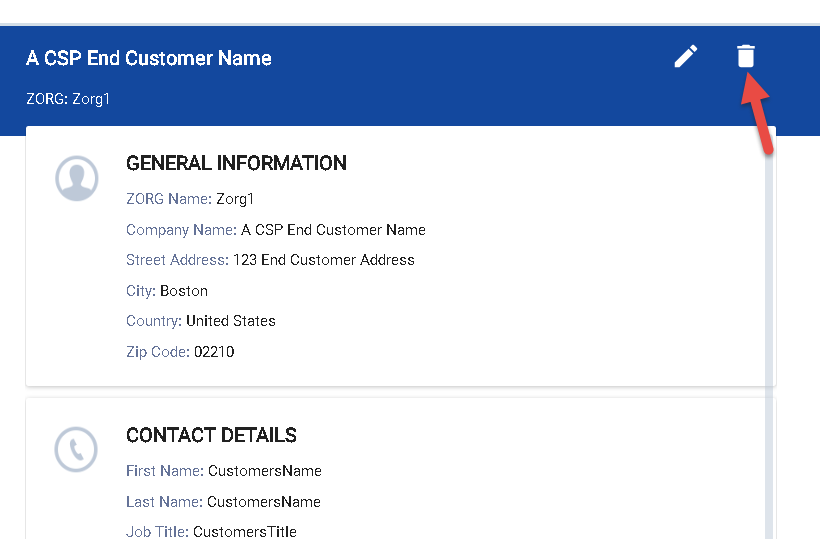 A CSP End Customer Name
ZORG: Zorg1
GENERAL INFORMATION
ZORG Name: Zorg1
Company Name: A CSP End Customer Name
Street Address: 123 End Customer Address
City: Boston
Country: United States
Zip Code: 02210
CONTACT DETAILS
First Name: CustomersName
Last Name: CustomersName
Job Title: CustomersTitle